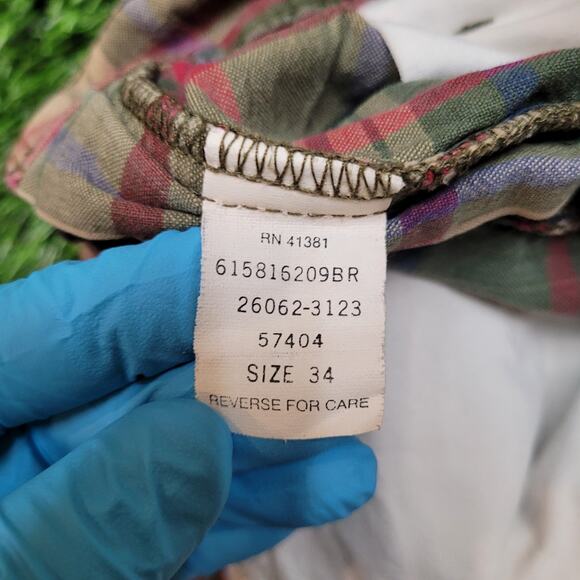 RN 41381
615816209BR
26062-3123
57404
SIZE 34
REVERSE FOR CARE